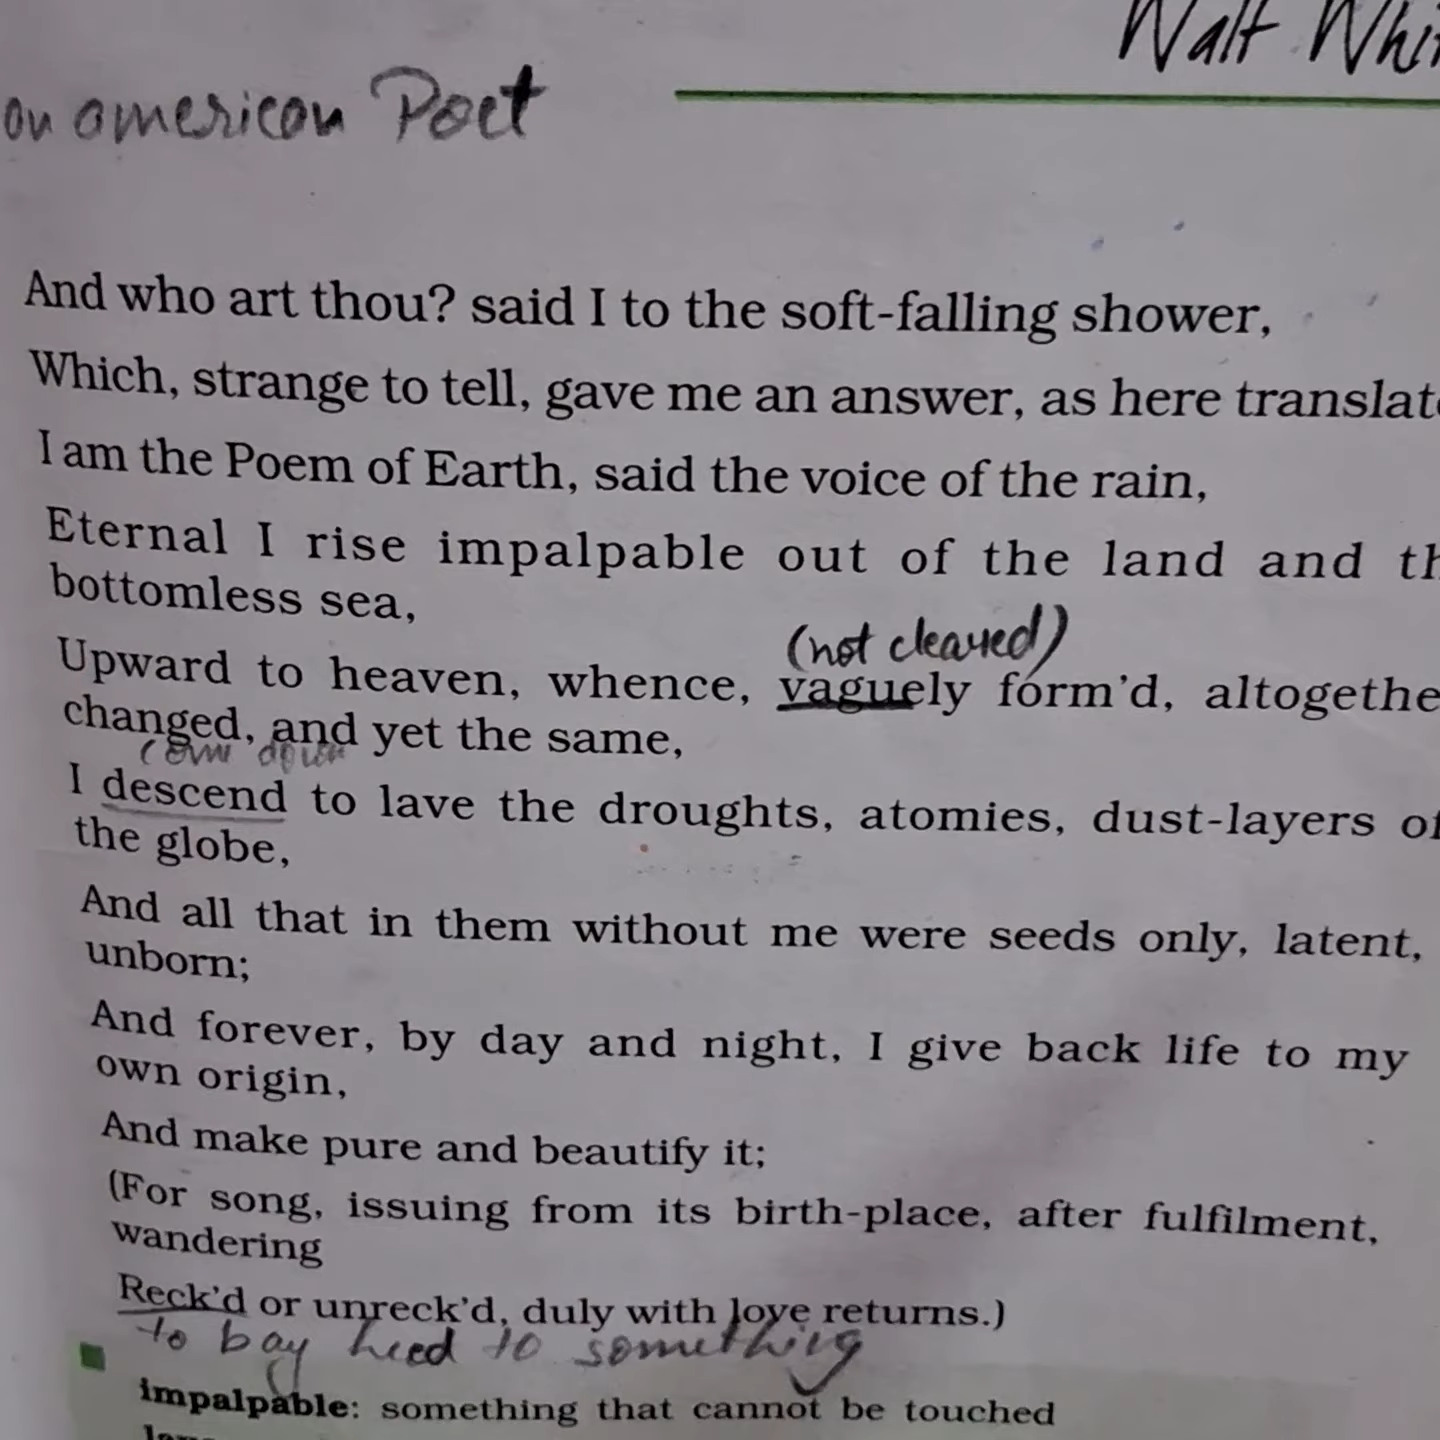 Walt Whi
an american Poet
And who art thou? said I to the soft-falling shower,
Which, strange to tell, gave me an answer, as here translat
I am the Poem of Earth, said the voice of the rain,
Eternal I rise impalpable out of the land and th
bottomless sea,
(not cleared)
Upward to heaven, whence, vaguely form'd, altogethe
changed, and yet the same,
(come down
I descend to lave the droughts, atomies, dust-layers of
the globe,
And all that in them without me were seeds only, latent,
unborn;
And forever, by day and night, I give back life to my
own origin,
And make pure and beautify it;
(For song, issuing from its birth-place, after fulfilment,
wandering
Reck'd or unreck'd, duly with love returns.)
to bay heed to something
impalpable: something that cannot be touched